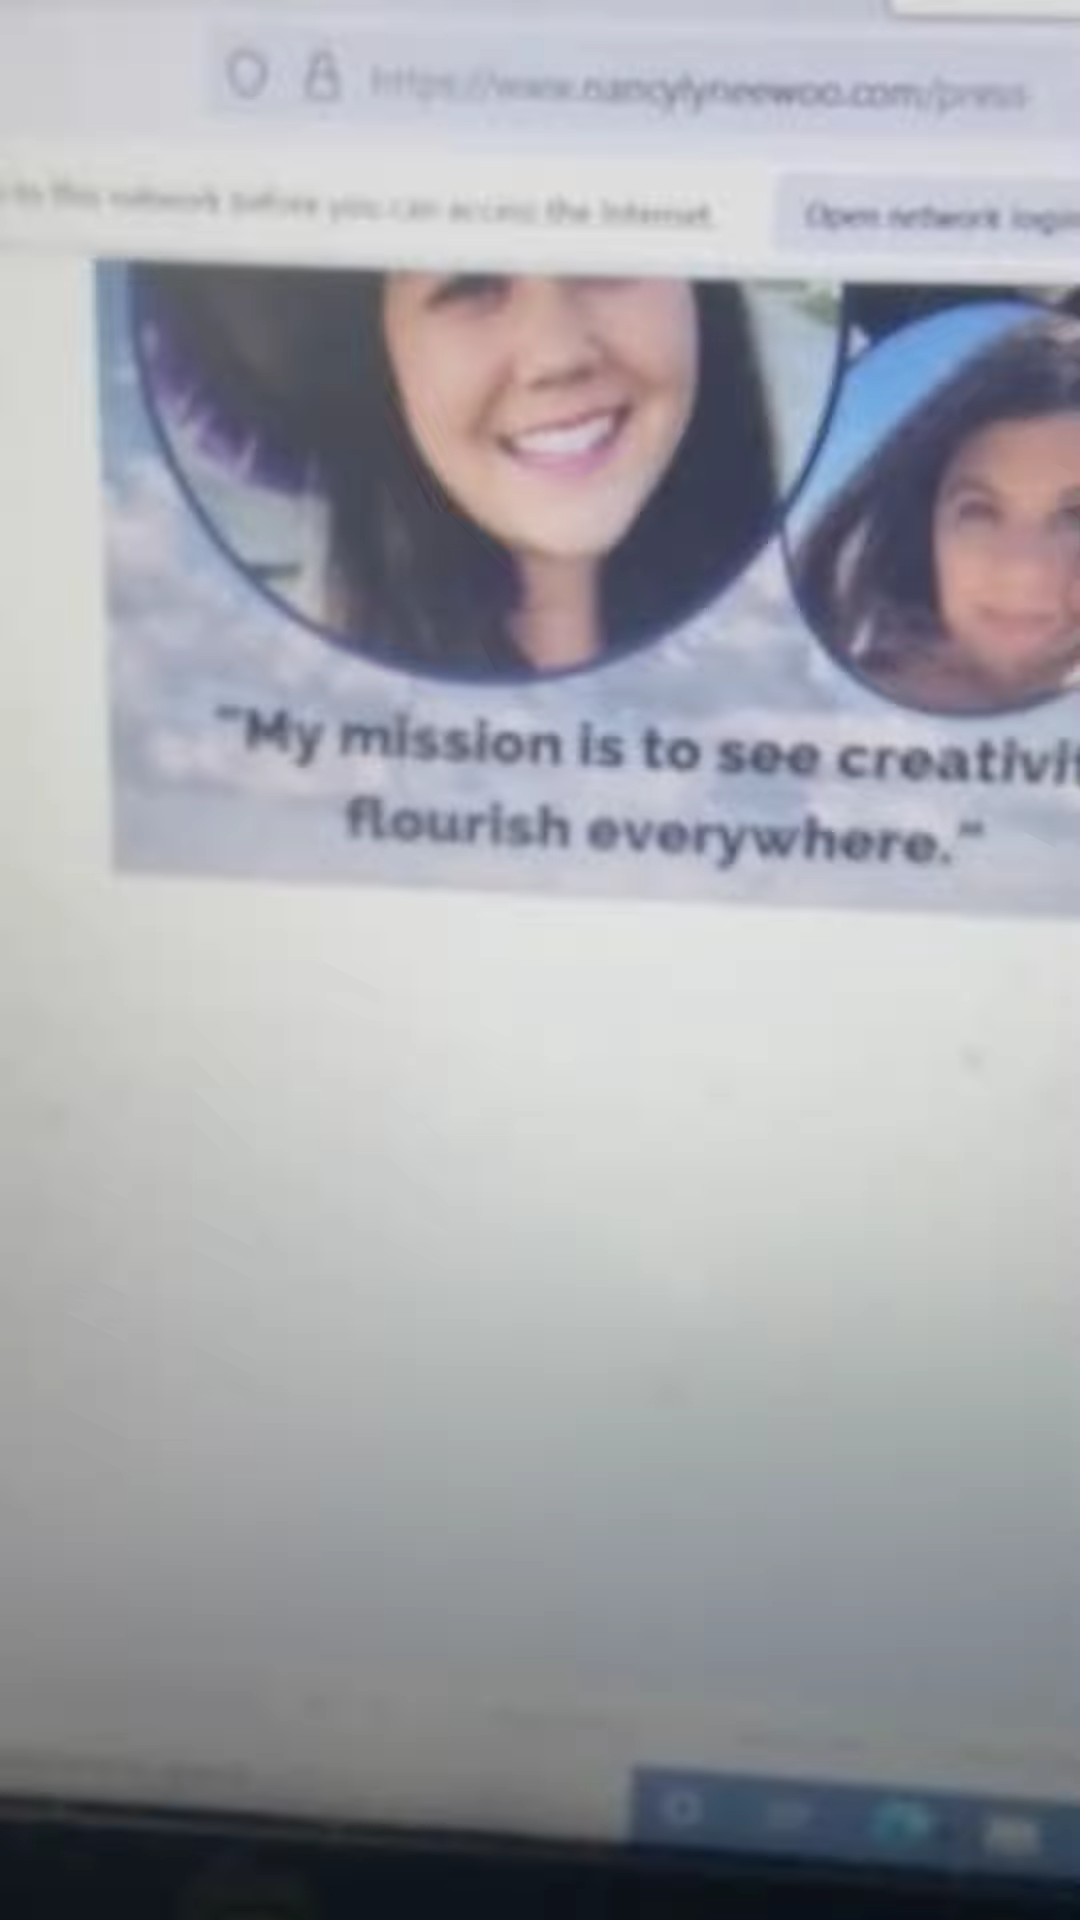 https://www.nancylyneewoo.com/press
to this network before you can access the Internet.
Open network login
“My mission is to see creativit
flourish everywhere.”